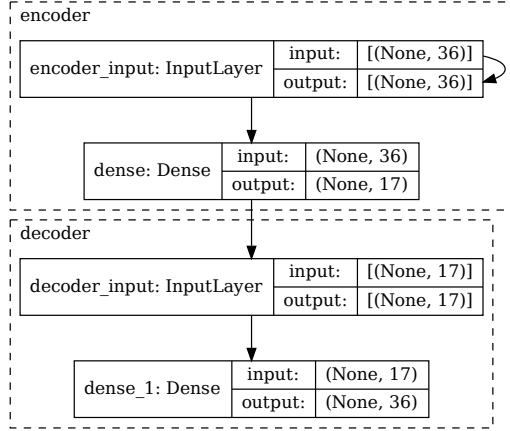 encoder
encoder_input: InputLayer
input: [(None, 36)]
output: [(None, 36)]
dense: Dense
input: (None, 36)
output: (None, 17)
decoder
decoder_input: InputLayer
input: [(None, 17)]
output: [(None, 17)]
dense_1: Dense
input: (None, 17)
output: (None, 36)